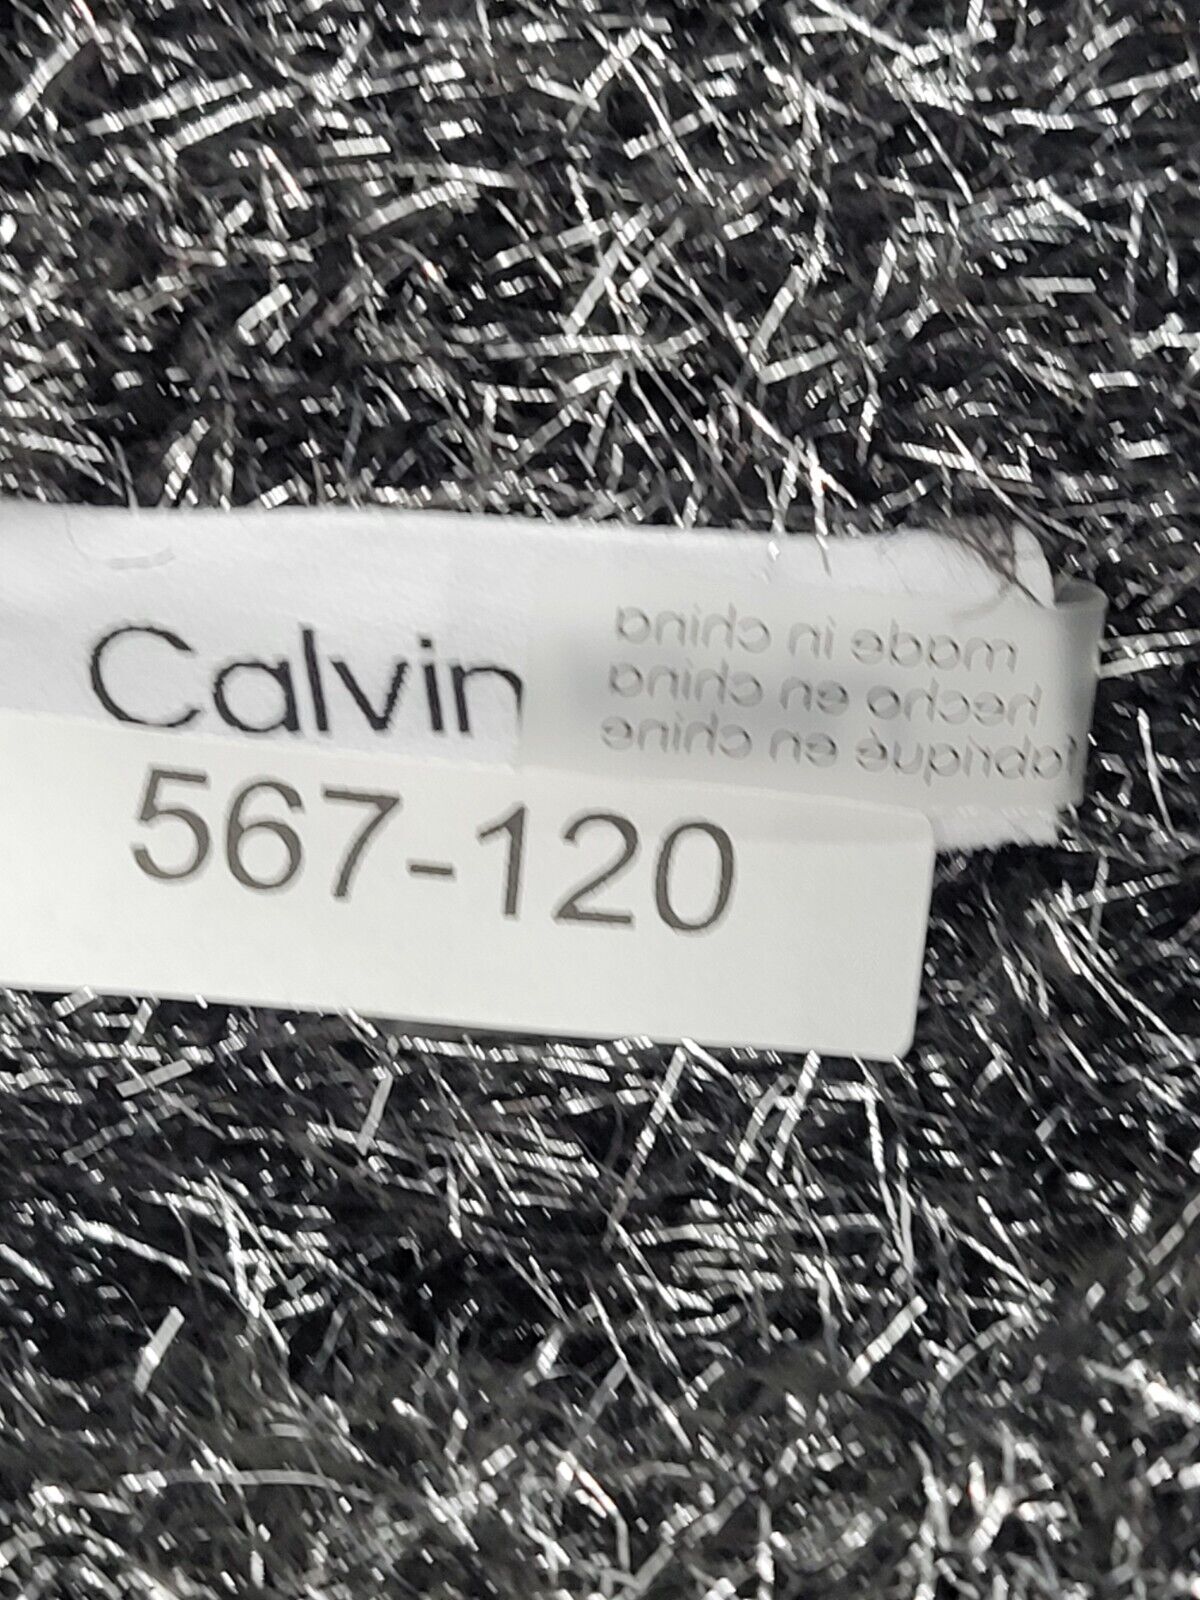 Calvin
made in china
hecho en china
fabriqué en chine
567-120